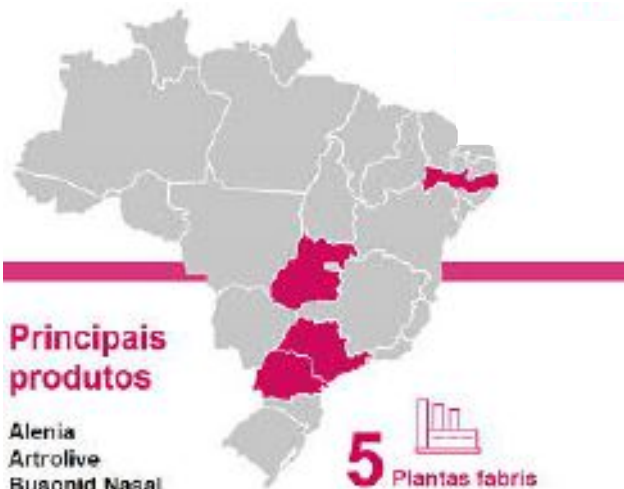 Principais
produtos
Alenia
Artrolive
Busonid Nasal
5 Plantas fabris